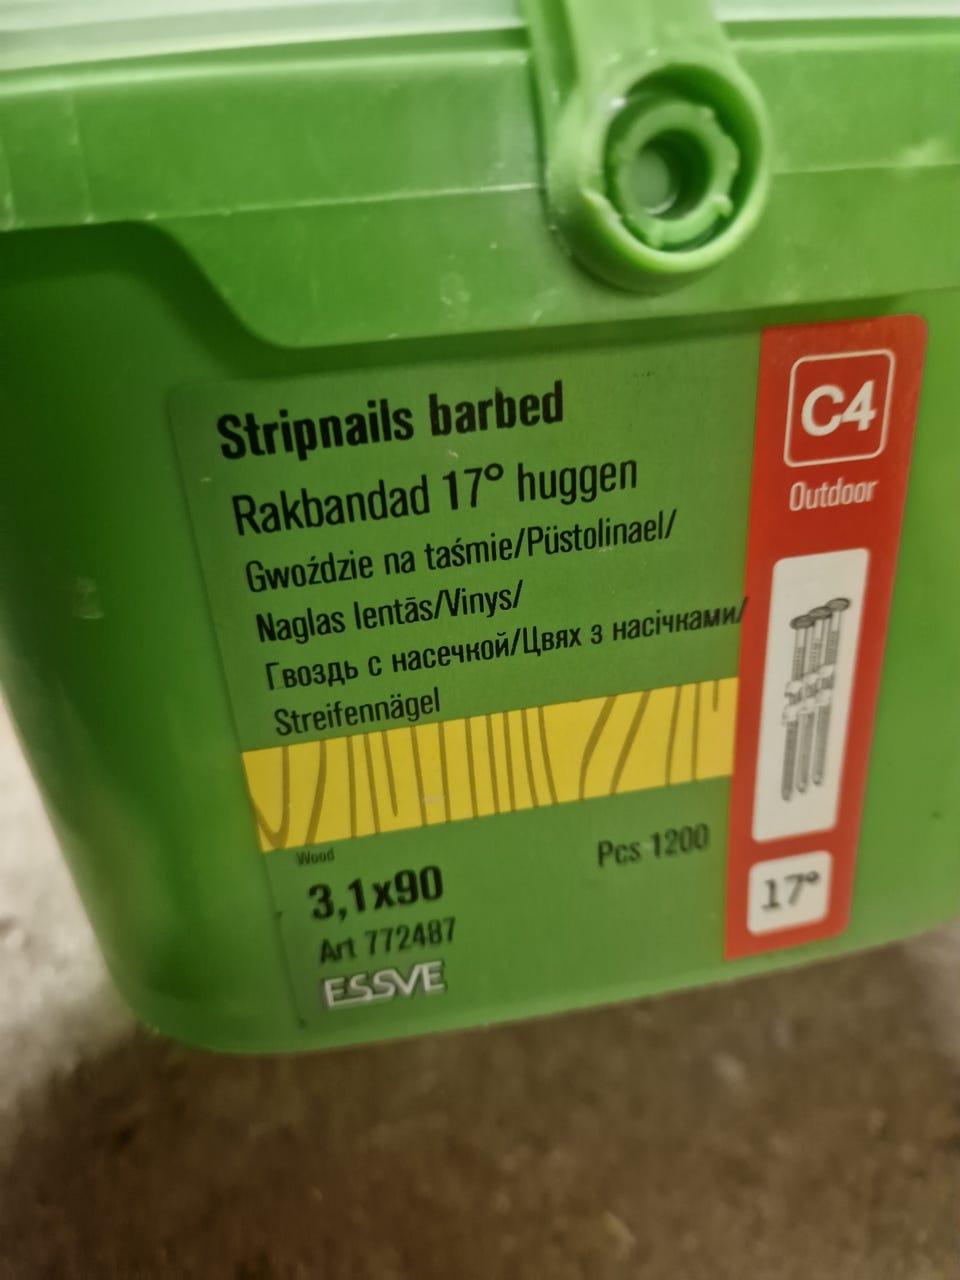 Stripnails barbed
Rakbandad 17° huggen
Gwoździe na taśmie/Püstolinael/
Naglas lentās/Vinys/
Гвоздь с насечкой/Цвях з насічками/
Streifennägel
Wood
3,1x90
Pcs 1200
Art 772487
ESSVE
C4
Outdoor
17°